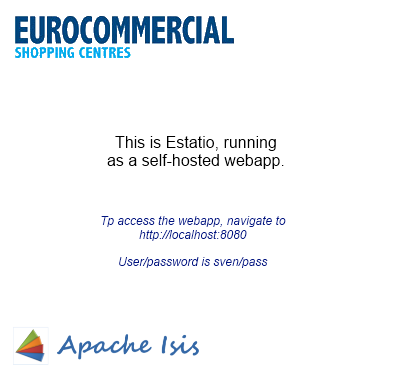 EUROCOMMERCIAL
SHOPPING CENTRES
This is Estatio, running
as a self-hosted webapp.
Tp access the webapp, navigate to
http://localhost:8080
User/password is sven/pass
Apache Isis